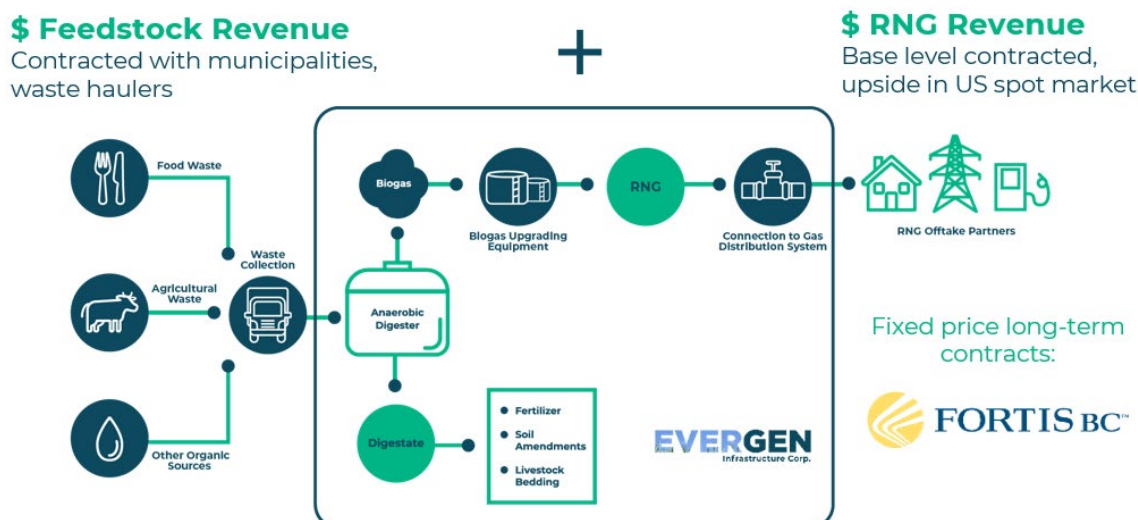 $ Feedstock Revenue
Contracted with municipalities,
waste haulers
+
$ RNG Revenue
Base level contracted,
upside in US spot market
Food Waste
Agricultural
Waste
Other Organic
Sources
Waste
Collection
Anaerobic
Digester
Biogas
Biogas Upgrading
Equipment
RNG
Connection to Gas
Distribution System
RNG Offtake Partners
Digestate
Fertilizer
Soil
Amendments
Livestock
Bedding
EVERGEN
Infrastructure Corp.
Fixed price long-term
contracts:
FORTIS BC™